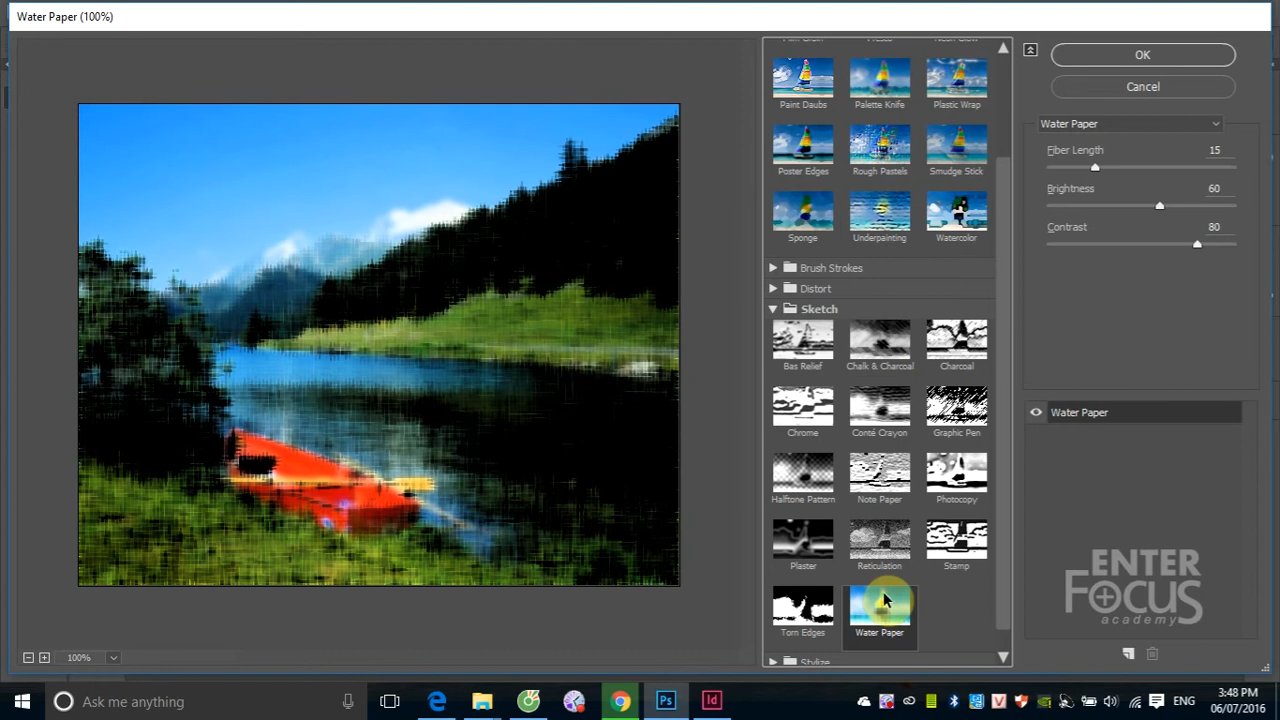 Water Paper (100%)
OK
Cancel
Water Paper
Fiber Length 15
Brightness 60
Contrast 80
Water Paper
Paint Daubs Palette Knife Plastic Wrap
Poster Edges Rough Pastels Smudge Stick
Sponge Underpainting Watercolor
Brush Strokes
Distort
Sketch
Bas Relief Chalk & Charcoal Charcoal
Chrome Conté Crayon Graphic Pen
Halftone Pattern Note Paper Photocopy
Plaster Reticulation Stamp
Torn Edges Water Paper
Stylize
ENTER
FOCUS
academy
100%
Ask me anything
Ps
Id
ENG
3:48 PM
06/07/2016